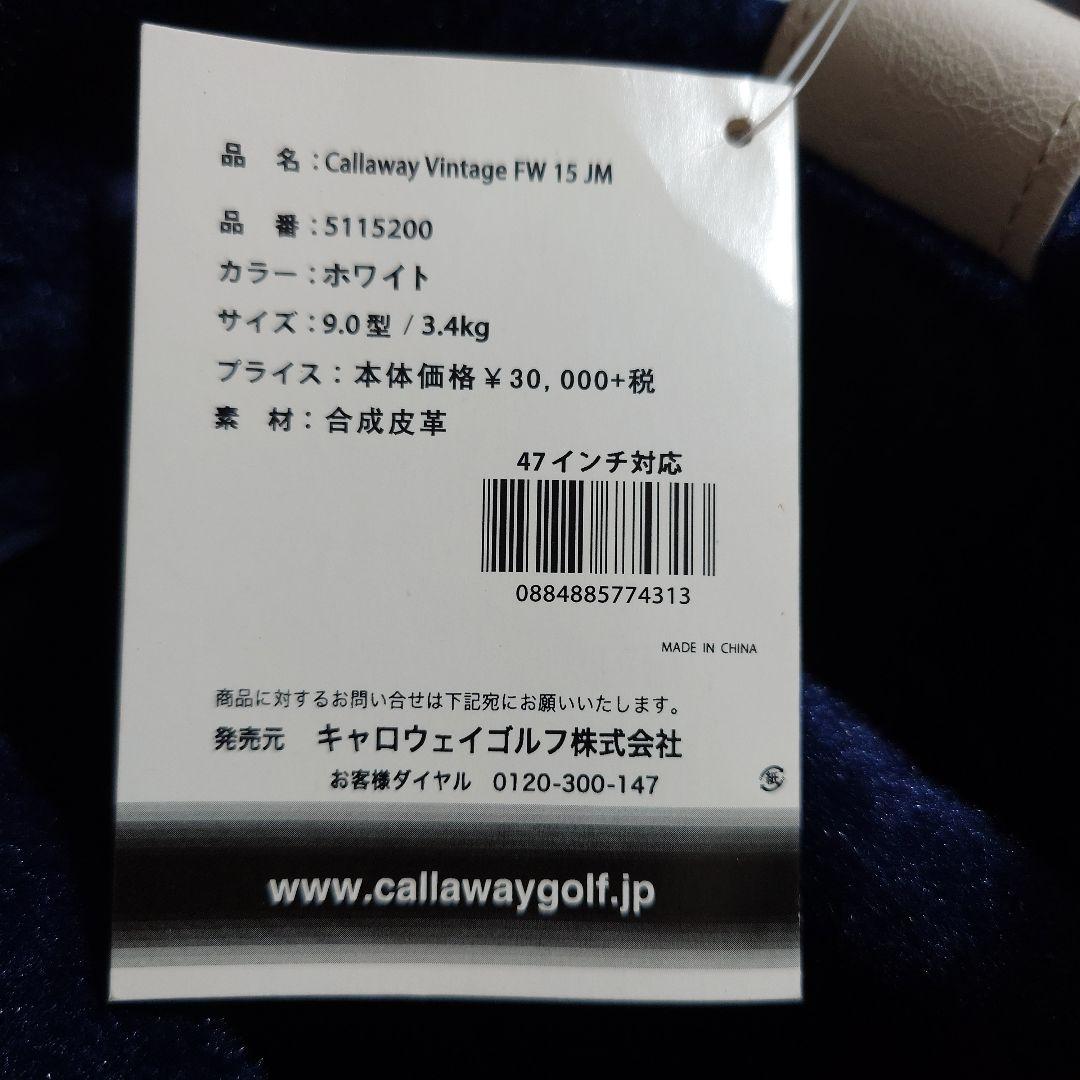 品 名：Callaway Vintage FW 15 JM
品 番：5115200
カラー：ホワイト
サイズ：9.0型 / 3.4kg
プライス：本体価格￥30,000+税
素 材：合成皮革
47インチ対応
0884885774313
MADE IN CHINA
商品に対するお問い合せは下記宛にお願いいたします。
発売元 キャロウェイゴルフ株式会社
お客様ダイヤル 0120-300-147
紙
www.callawaygolf.jp